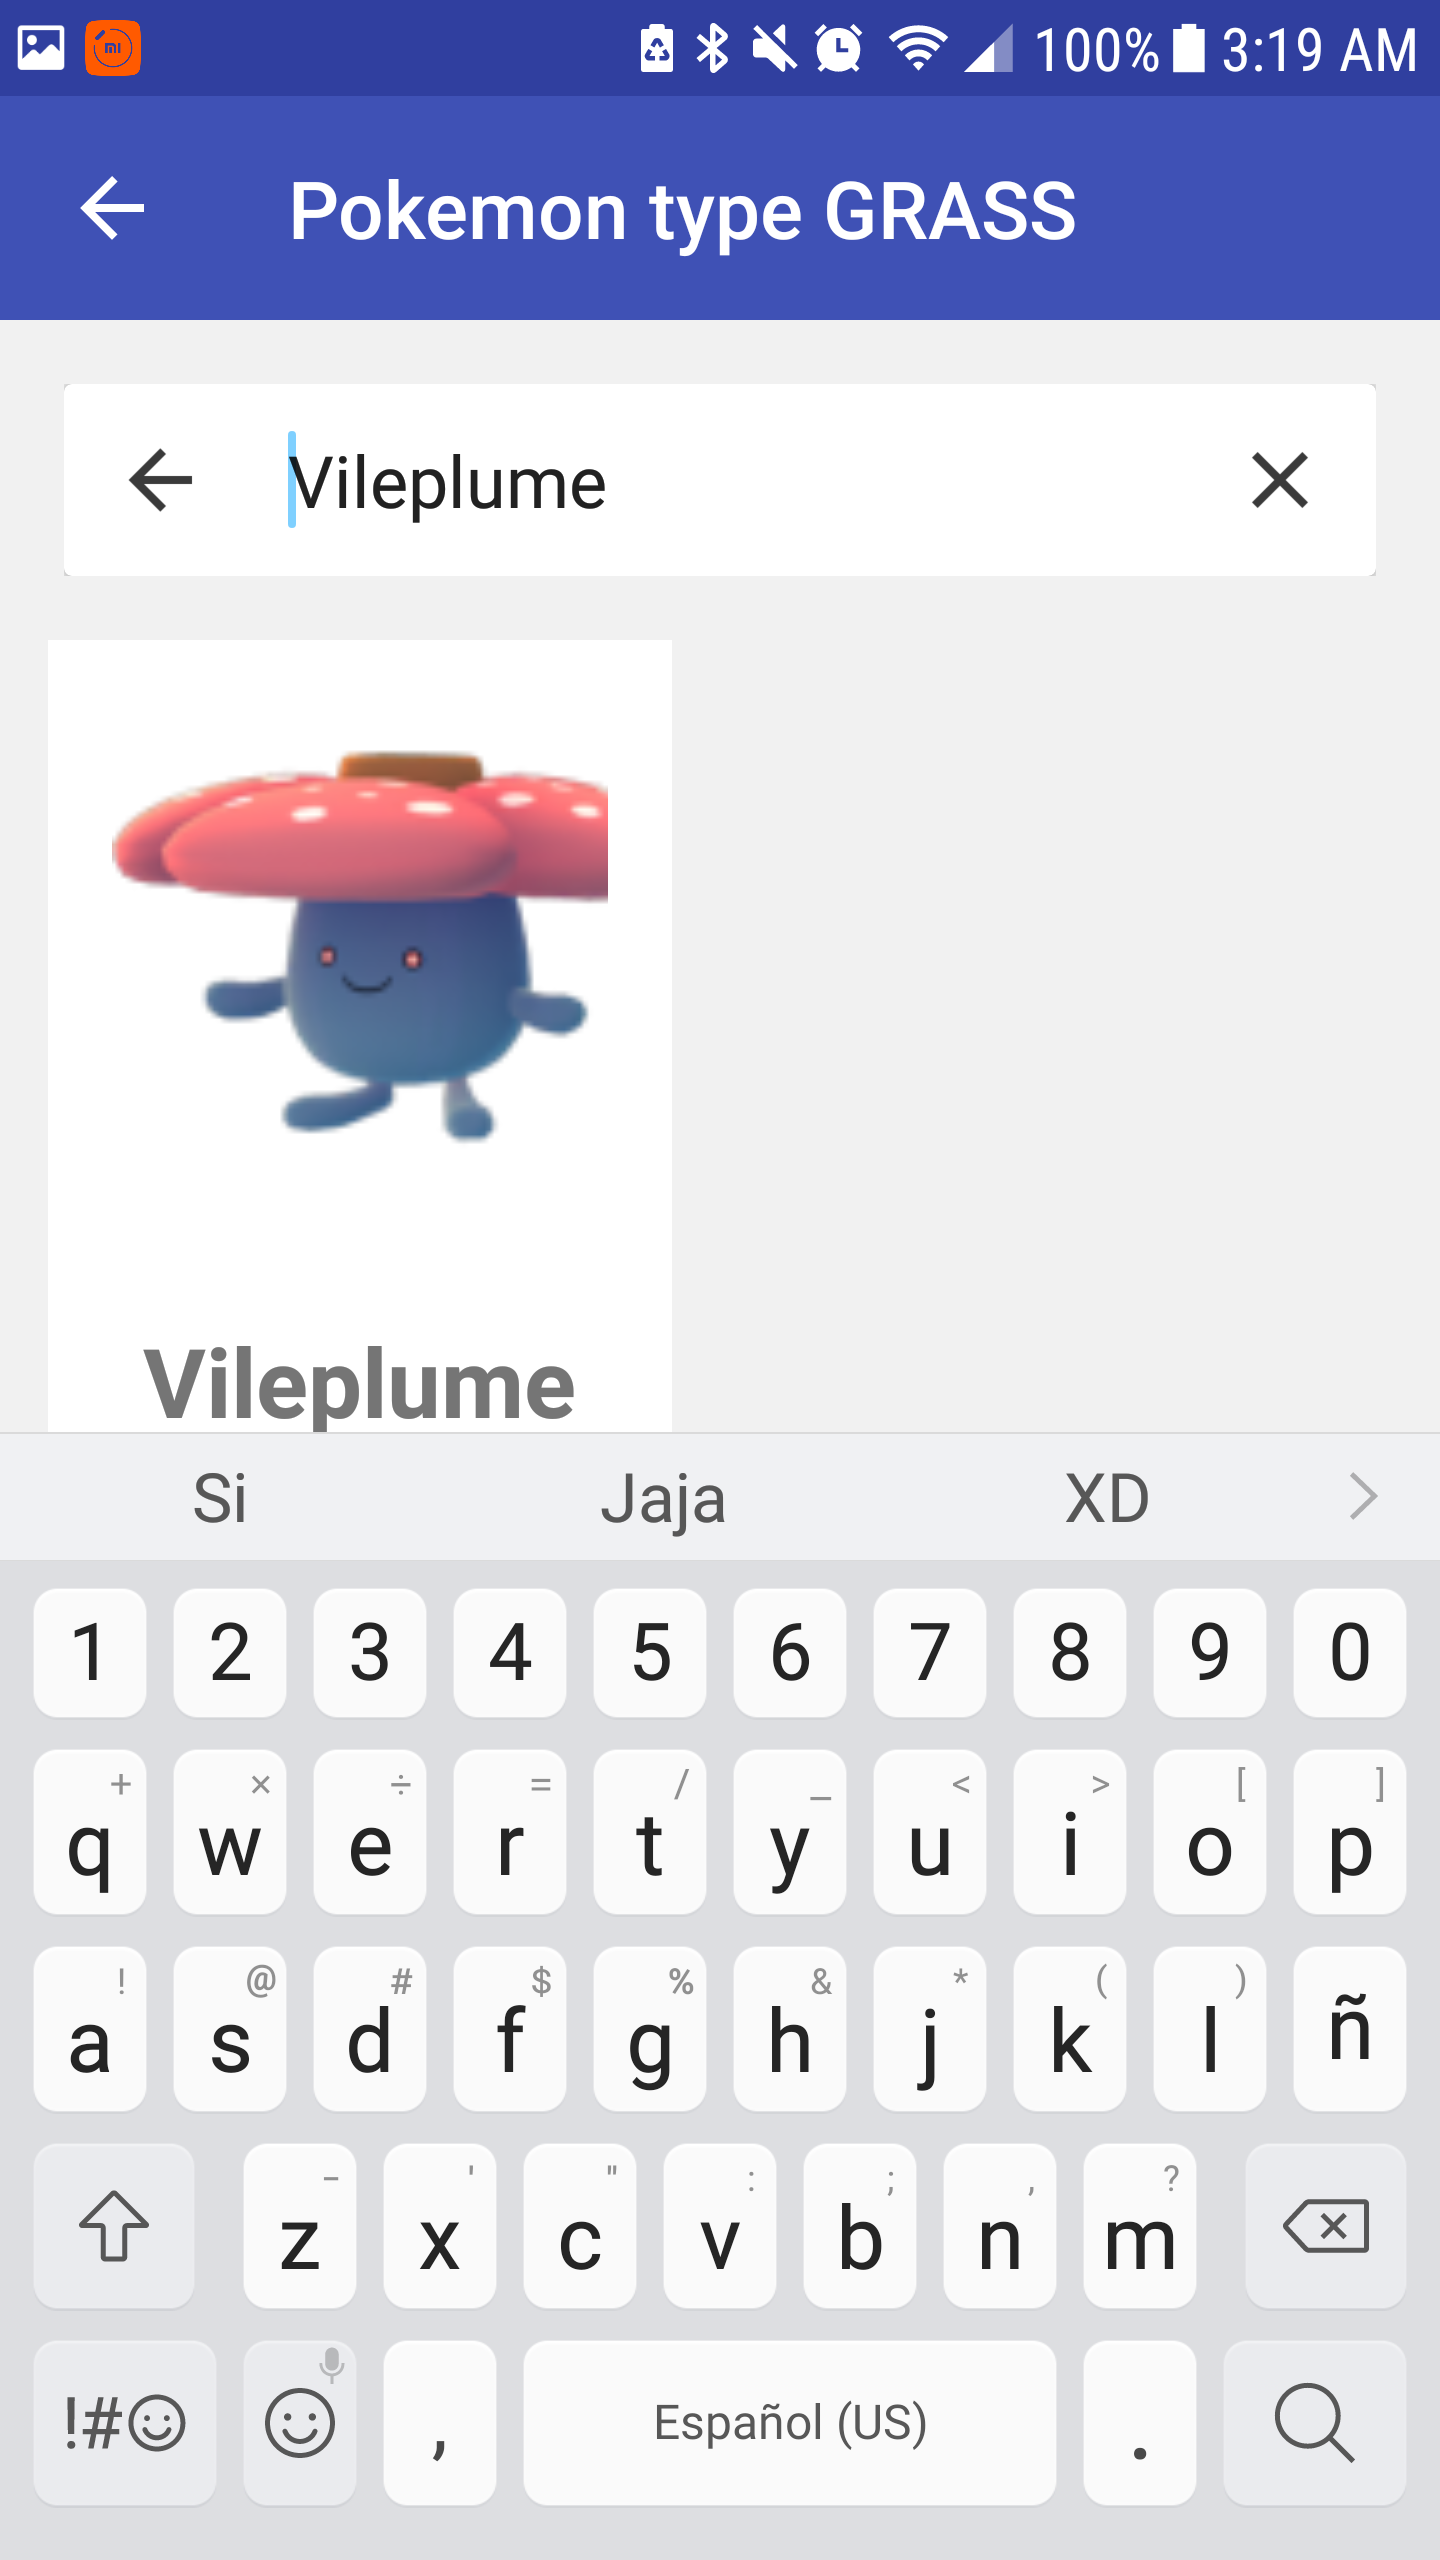 100% 3:19 AM
Pokemon type GRASS
Vileplume
Vileplume
Si Jaja XD
1 2 3 4 5 6 7 8 9 0
+ × ÷ = / _ < > [ ]
q w e r t y u i o p
! @ # $ % & * ( )
a s d f g h j k l ñ
- ' " : ; , ?
z x c v b n m
!# , Español (US) .